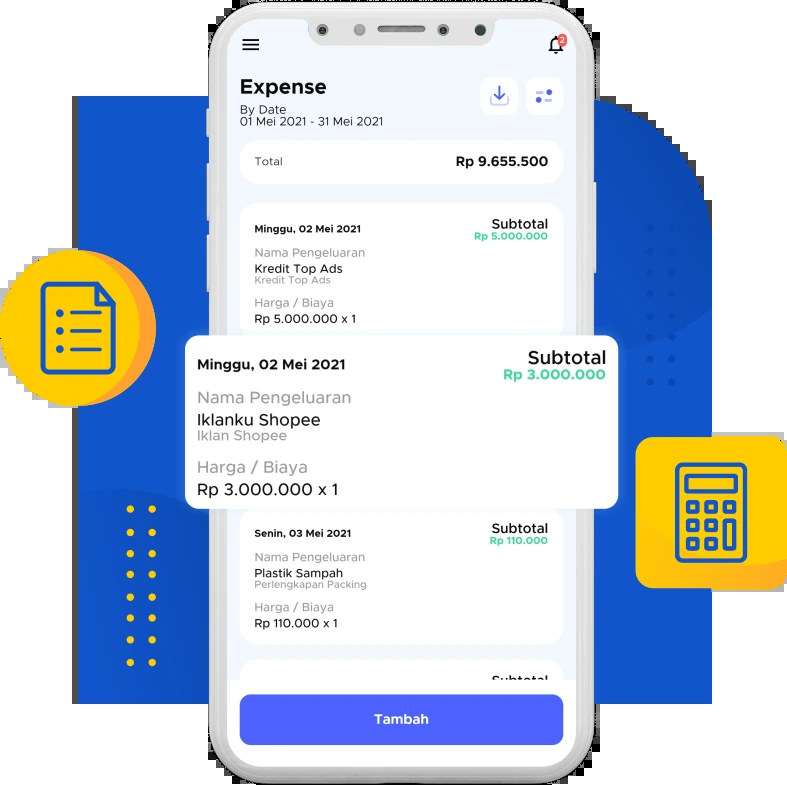 2
Expense
By Date
01 Mei 2021 - 31 Mei 2021
Total Rp 9.655.500
Minggu, 02 Mei 2021 Subtotal
Rp 5.000.000
Nama Pengeluaran
Kredit Top Ads
Kredit Top Ads
Harga / Biaya
Rp 5.000.000 x 1
Minggu, 02 Mei 2021 Subtotal
Rp 3.000.000
Nama Pengeluaran
Iklanku Shopee
Iklan Shopee
Harga / Biaya
Rp 3.000.000 x 1
Senin, 03 Mei 2021 Subtotal
Rp 110.000
Nama Pengeluaran
Plastik Sampah
Perlengkapan Packing
Harga / Biaya
Rp 110.000 x 1
Subtotal
Tambah